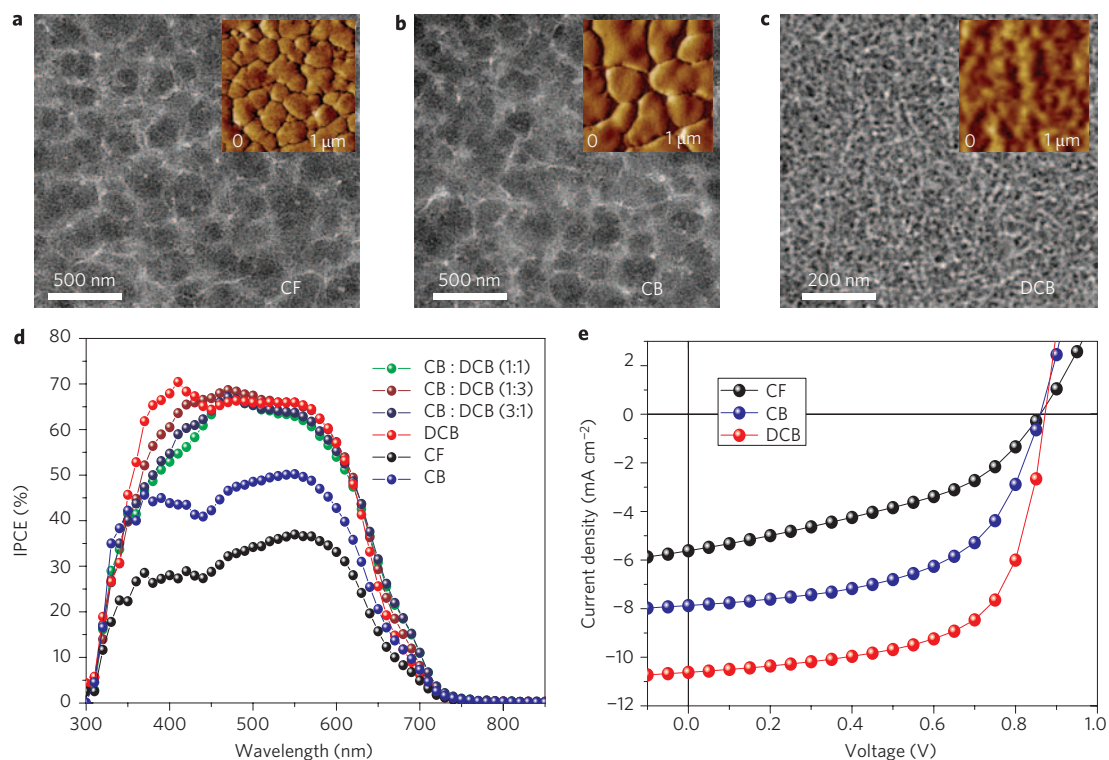 a
0
1 μm
500 nm
CF
b
0
1 μm
500 nm
CB
c
0
1 μm
200 nm
DCB
d
80
70
60
50
40
30
20
10
0
IPCE (%)
300
400
500
600
700
800
Wavelength (nm)
CB : DCB (1:1)
CB : DCB (1:3)
CB : DCB (3:1)
DCB
CF
CB
e
2
0
−2
−4
−6
−8
−10
−12
Current density (mA cm⁻²)
0.0
0.2
0.4
0.6
0.8
1.0
Voltage (V)
CF
CB
DCB